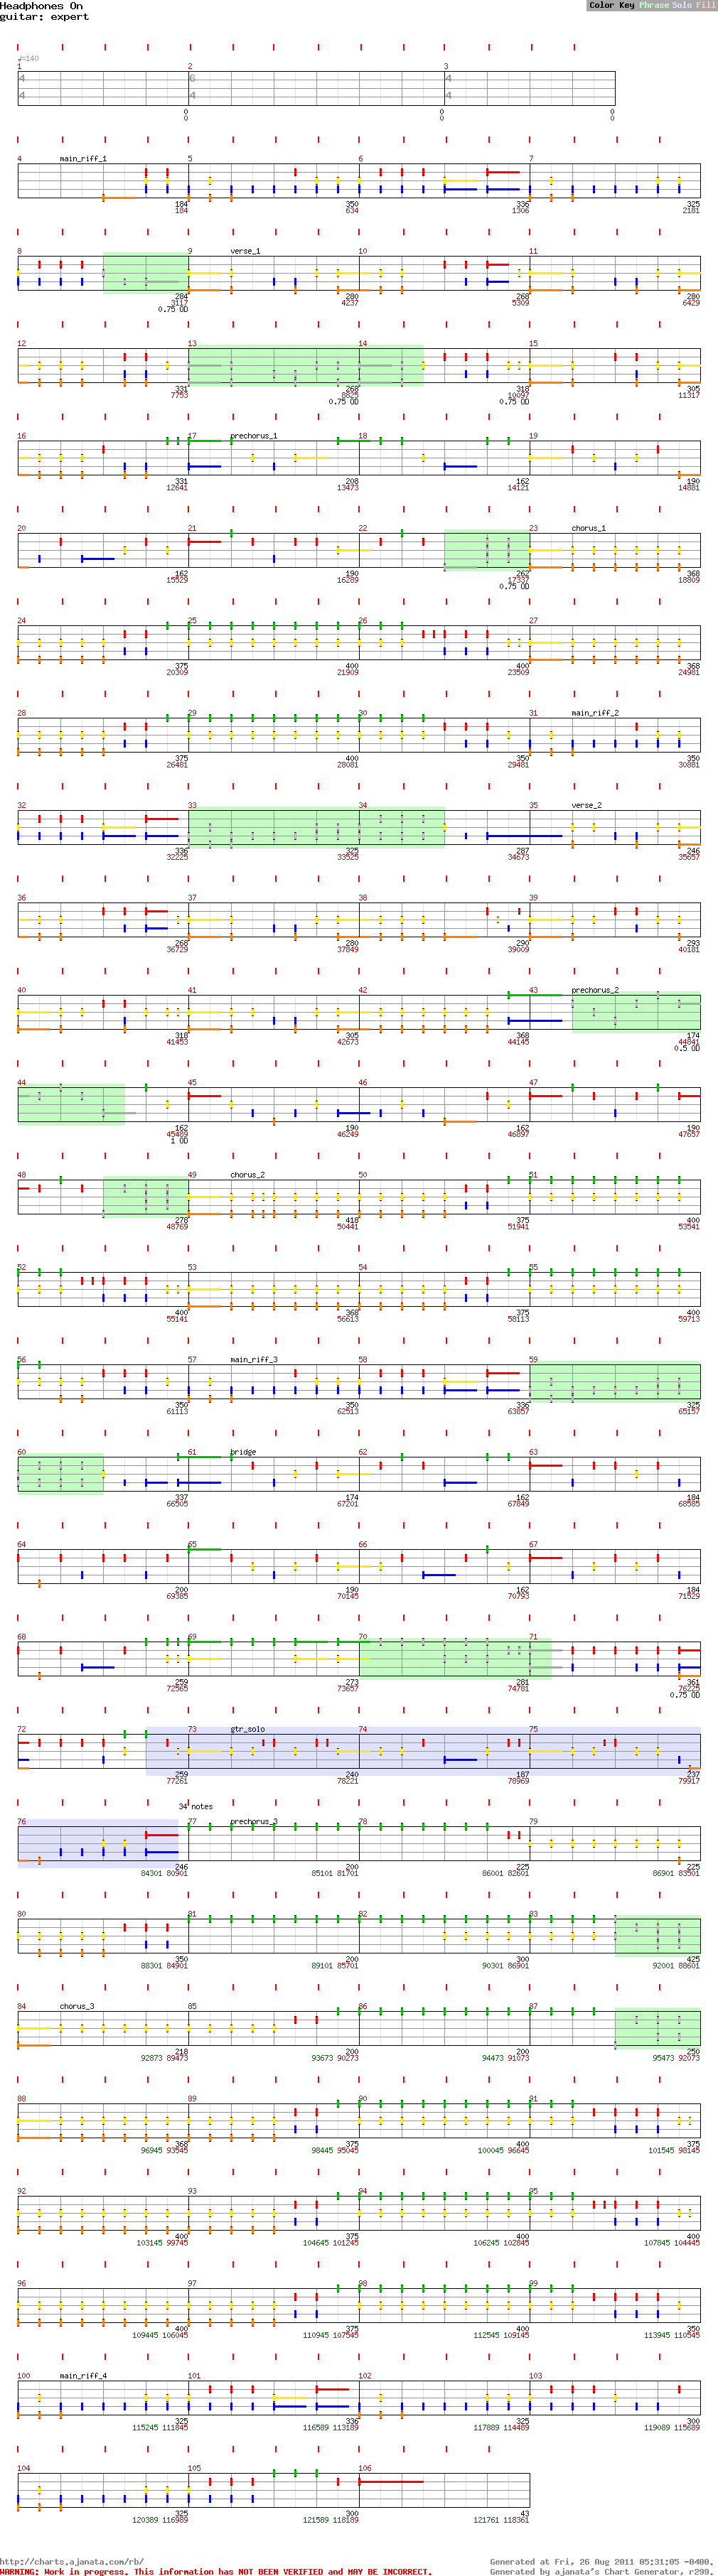 Headphones On
guitar: expert
Color Key Phrase Solo Fill
♩=140
1 2 3
4 6 4
4 4 4
0 0 0
0 0 0
4 main_riff_1 5 6 7
184 350 336 325
184 634 1306 2181
8 9 verse_1 10 11
284 280 268 280
3117 4237 5309 6429
0.75 OD
12 13 14 15
331 268 318 305
7753 8825 10097 11317
0.75 OD 0.75 OD
16 17 prechorus_1 18 19
331 208 162 190
12641 13473 14121 14881
20 21 22 23 chorus_1
162 190 262 368
15529 16289 17337 18809
0.75 OD
24 25 26 27
375 400 400 368
20309 21909 23509 24981
28 29 30 31 main_riff_2
375 400 350 350
26481 28081 29481 30881
32 33 34 35 verse_2
336 325 287 246
32225 33525 34673 35657
36 37 38 39
268 280 290 293
36729 37849 39009 40181
40 41 42 43 prechorus_2
318 305 368 174
41453 42673 44145 44841
0.5 OD
44 45 46 47
162 190 162 190
45489 46249 46897 47657
1 OD
48 49 chorus_2 50 51
278 418 375 400
48769 50441 51941 53541
52 53 54 55
400 368 375 400
55141 56613 58113 59713
56 57 main_riff_3 58 59
350 350 336 325
61113 62513 63857 65157
60 61 bridge 62 63
337 174 162 184
66505 67201 67849 68585
64 65 66 67
200 190 162 184
69385 70145 70793 71529
68 69 70 71
259 273 281 361
72565 73657 74781 76225
0.75 OD
72 73 gtr_solo 74 75
259 240 187 237
77261 78221 78969 79917
34 notes
76 77 prechorus_3 78 79
246 200 225
84301 80901 85101 81701 86001 82601 86901 83501
80 81 82 83
350 200 300 425
88301 84901 89101 85701 90301 86901 92001 88601
84 chorus_3 85 86 87
218 200 200 250
92873 89473 93673 90273 94473 91073 95473 92073
88 89 90 91
368 375 400 375
96945 93545 98445 95045 100045 96645 101545 98145
92 93 94 95
400 375 400 400
103145 99745 104645 101245 106245 102845 107845 104445
96 97 98 99
400 375 400 350
109445 106045 110945 107545 112545 109145 113945 110545
100 main_riff_4 101 102 103
325 336 325 300
115245 111845 116589 113189 117889 114489 119089 115689
104 105 106
325 300 43
120389 116989 121589 118189 121761 118361
http://charts.ajanata.com/rb/
Generated at Fri, 26 Aug 2011 05:31:05 -0400.
WARNING: Work in progress. This information has NOT BEEN VERIFIED and MAY BE INCORRECT.
Generated by ajanata's Chart Generator, r299.